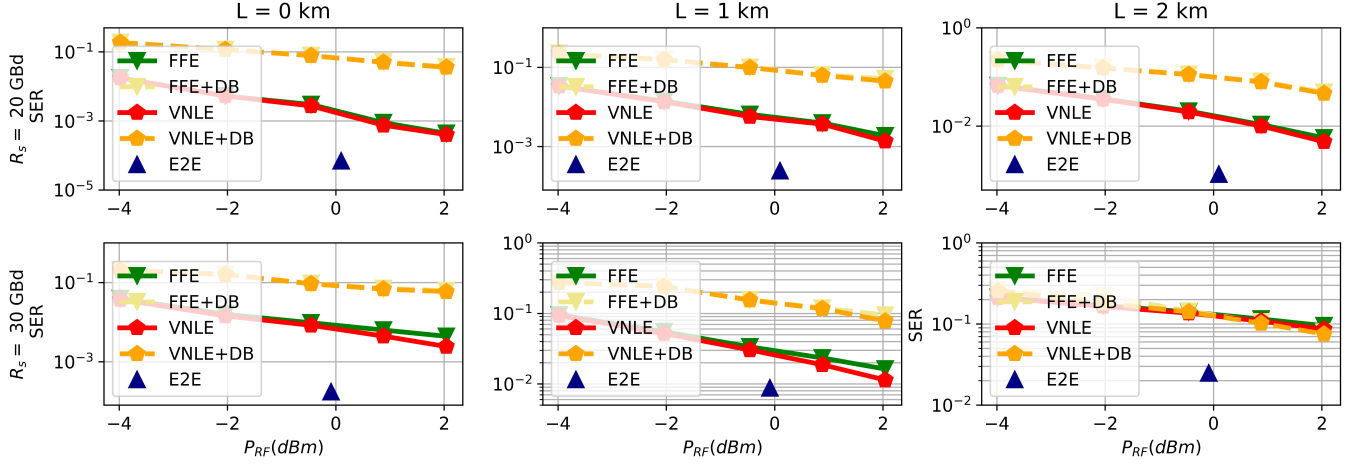 L = 0 km
L = 1 km
L = 2 km
R_s = 20 GBd
SER
10^{-1}
10^{-3}
10^{-5}
FFE
FFE+DB
VNLE
VNLE+DB
E2E
−4
−2
0
2
10^{-1}
10^{-3}
FFE
FFE+DB
VNLE
VNLE+DB
E2E
−4
−2
0
2
10^{0}
10^{-2}
FFE
FFE+DB
VNLE
VNLE+DB
E2E
−4
−2
0
2
R_s = 30 GBd
SER
10^{-1}
10^{-3}
FFE
FFE+DB
VNLE
VNLE+DB
E2E
−4
−2
0
2
P_{RF}(dBm)
10^{0}
10^{-1}
10^{-2}
FFE
FFE+DB
VNLE
VNLE+DB
E2E
−4
−2
0
2
P_{RF}(dBm)
SER
10^{0}
10^{-1}
10^{-2}
FFE
FFE+DB
VNLE
VNLE+DB
E2E
−4
−2
0
2
P_{RF}(dBm)